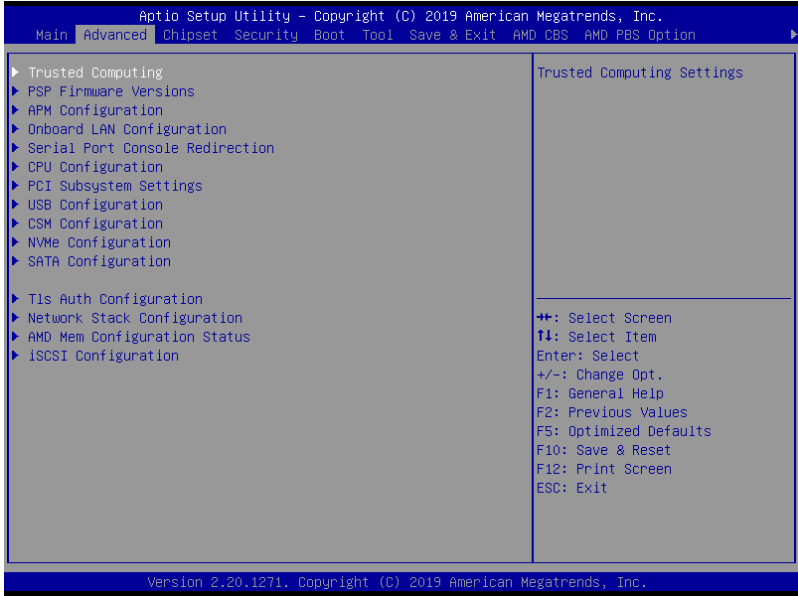 Aptio Setup Utility – Copyright (C) 2019 American Megatrends, Inc.
Main Advanced Chipset Security Boot Tool Save & Exit AMD CBS AMD PBS Option
Trusted Computing
PSP Firmware Versions
APM Configuration
Onboard LAN Configuration
Serial Port Console Redirection
CPU Configuration
PCI Subsystem Settings
USB Configuration
CSM Configuration
NVMe Configuration
SATA Configuration
Tls Auth Configuration
Network Stack Configuration
AMD Mem Configuration Status
iSCSI Configuration
Trusted Computing Settings
→←: Select Screen
↑↓: Select Item
Enter: Select
+/-: Change Opt.
F1: General Help
F2: Previous Values
F5: Optimized Defaults
F10: Save & Reset
F12: Print Screen
ESC: Exit
Version 2.20.1271. Copyright (C) 2019 American Megatrends, Inc.